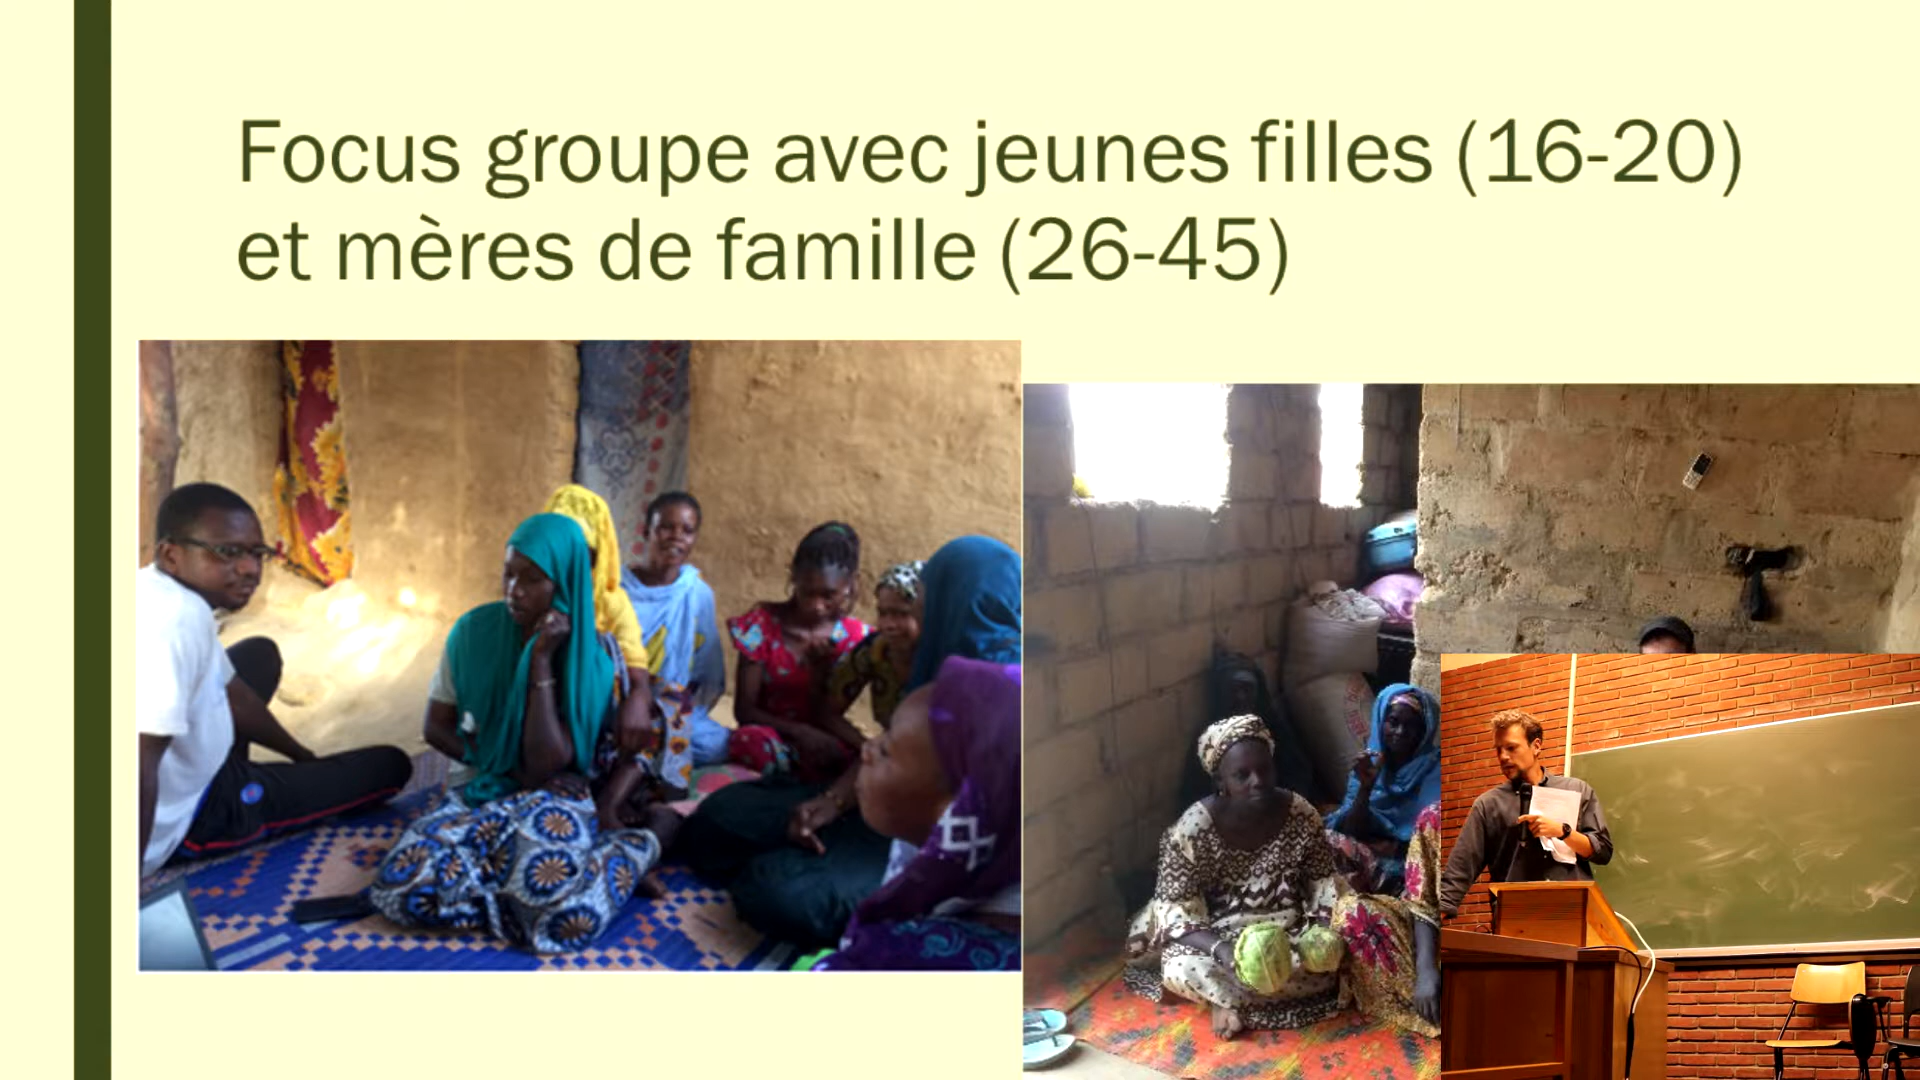 Focus groupe avec jeunes filles (16-20)
et mères de famille (26-45)